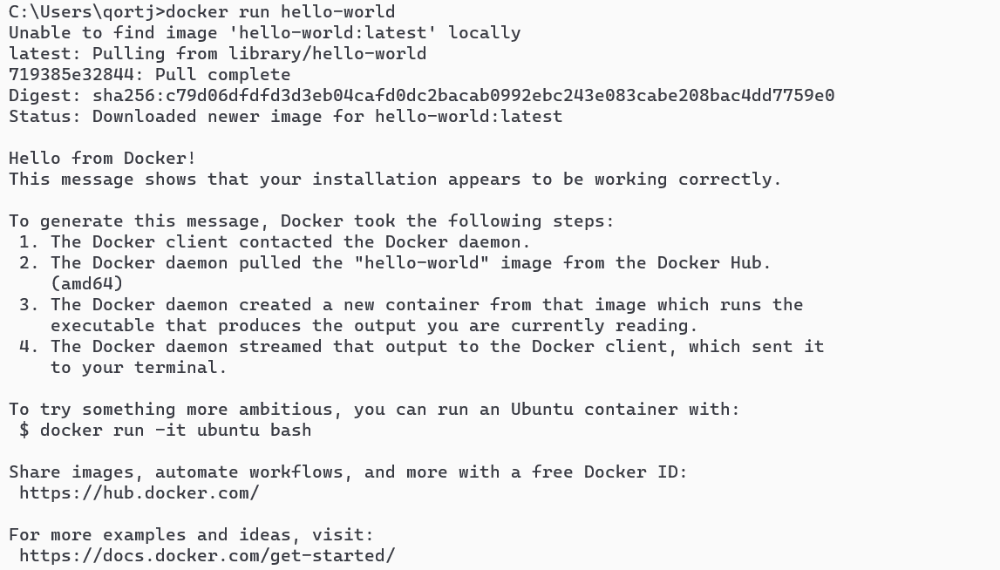 C:\Users\qortj>docker run hello-world
Unable to find image 'hello-world:latest' locally
latest: Pulling from library/hello-world
719385e32844: Pull complete
Digest: sha256:c79d06dfdfd3d3eb04cafd0dc2bacab0992ebc243e083cabe208bac4dd7759e0
Status: Downloaded newer image for hello-world:latest

Hello from Docker!
This message shows that your installation appears to be working correctly.

To generate this message, Docker took the following steps:
 1. The Docker client contacted the Docker daemon.
 2. The Docker daemon pulled the "hello-world" image from the Docker Hub.
    (amd64)
 3. The Docker daemon created a new container from that image which runs the
    executable that produces the output you are currently reading.
 4. The Docker daemon streamed that output to the Docker client, which sent it
    to your terminal.

To try something more ambitious, you can run an Ubuntu container with:
 $ docker run -it ubuntu bash

Share images, automate workflows, and more with a free Docker ID:
 https://hub.docker.com/

For more examples and ideas, visit:
 https://docs.docker.com/get-started/